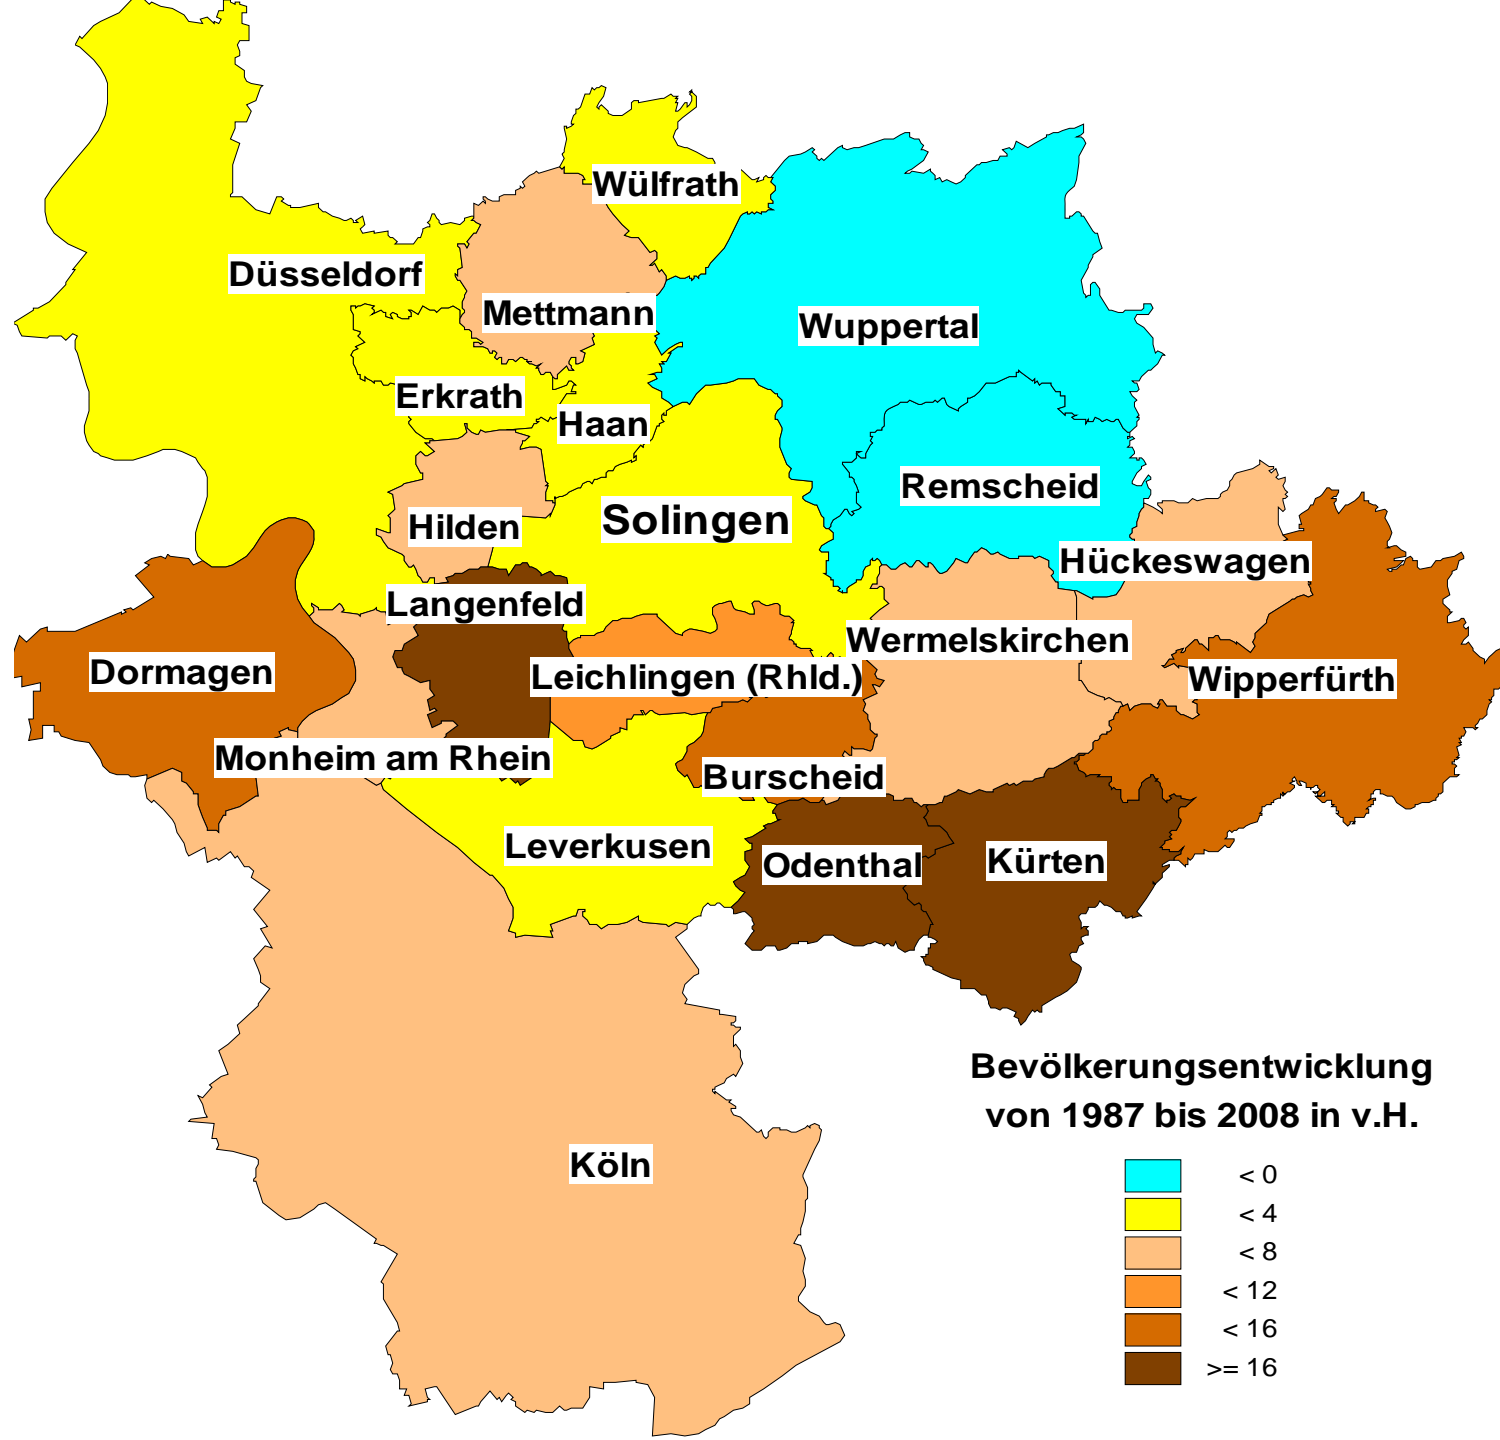 Wülfrath
Düsseldorf
Mettmann
Wuppertal
Erkrath
Haan
Remscheid
Solingen
Hilden
Hückeswagen
Langenfeld
Wermelskirchen
Dormagen
Leichlingen (Rhld.)
Wipperfürth
Monheim am Rhein
Burscheid
Leverkusen
Odenthal
Kürten
Köln
Bevölkerungsentwicklung
von 1987 bis 2008 in v.H.
< 0
< 4
< 8
< 12
< 16
>= 16